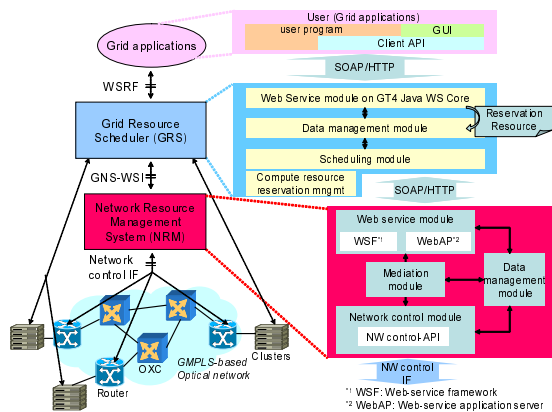 Grid applications
WSRF
Grid Resource
Scheduler (GRS)
GNS-WSI
Network Resource
Management
System (NRM)
Network
control IF
OXC
Router
GMPLS-based
Optical network
Clusters
User (Grid applications)
user program
GUI
Client API
SOAP/HTTP
Web Service module on GT4 Java WS Core
Data management module
Scheduling module
Compute resource
reservation mngmt
Reservation
Resource
SOAP/HTTP
Web service module
WSF*1
WebAP*2
Mediation
module
Data
management
module
Network control module
NW control-API
NW control
IF
*1 WSF: Web-service framework
*2 WebAP: Web-service application server